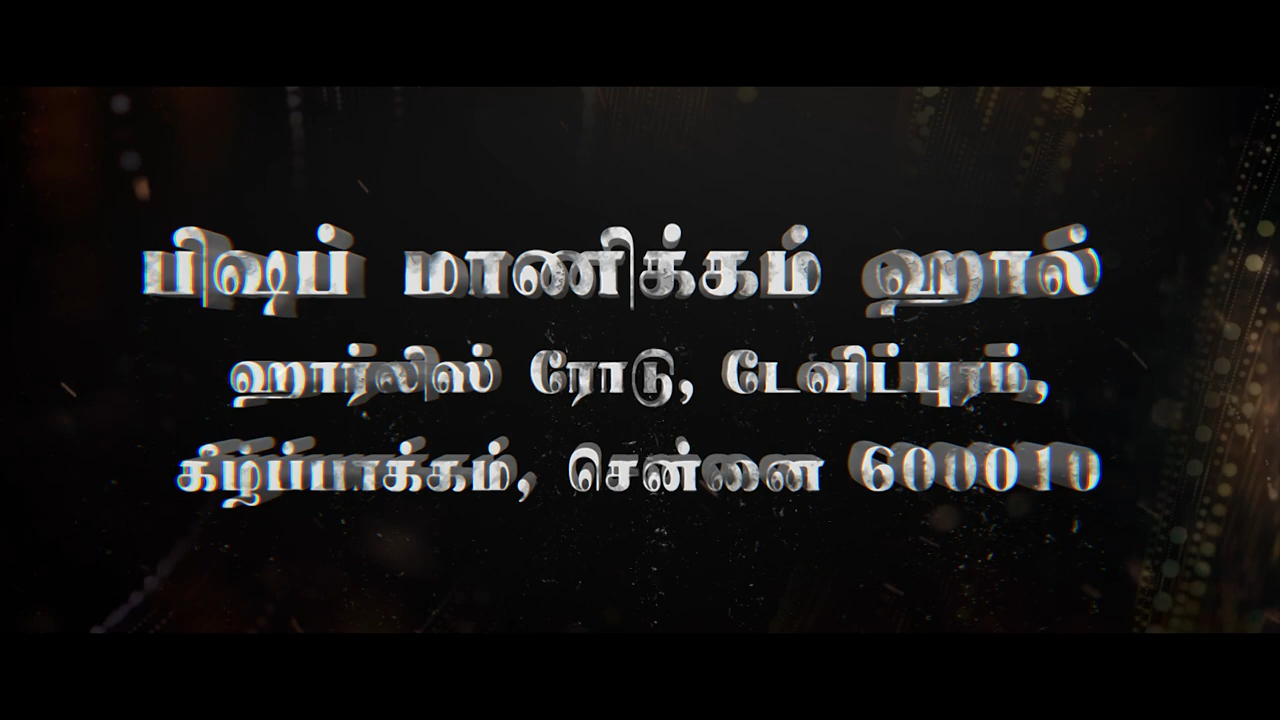 பிஷப் மாணிக்கம் ஹால்
ஹார்லிஸ் ரோடு, டேவிப்புரம்,
கீழ்ப்பாக்கம், சென்னை 600010